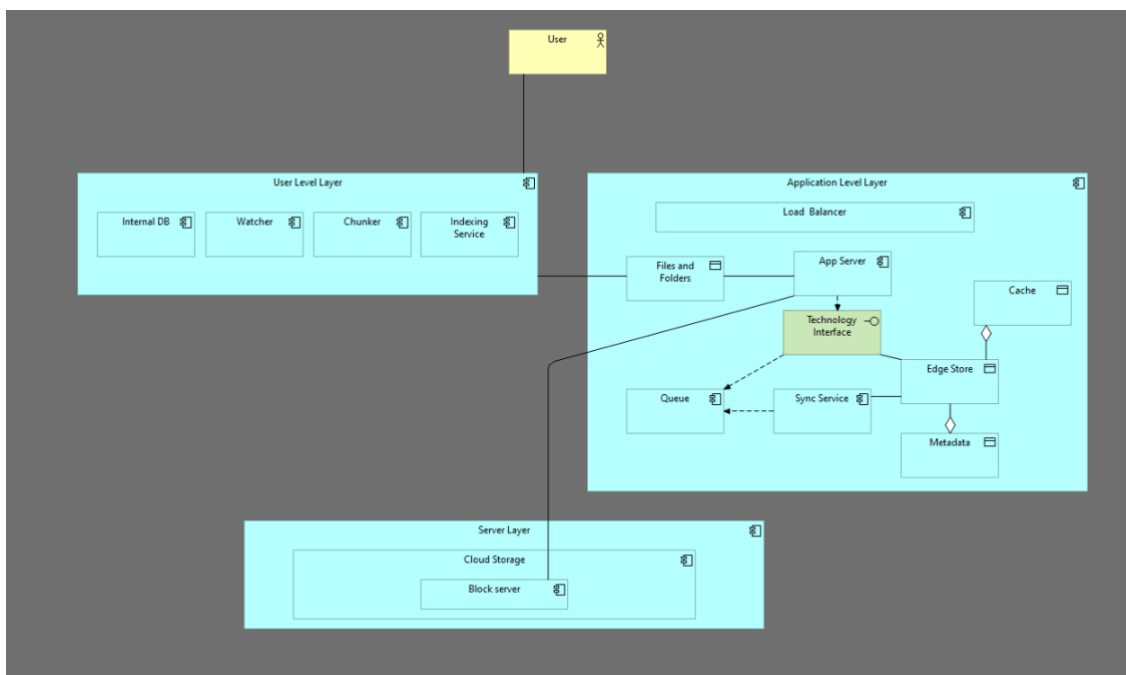 User
User Level Layer
Internal DB
Watcher
Chunker
Indexing
Service
Application Level Layer
Load Balancer
Files and
Folders
App Server
Cache
Technology
Interface
Edge Store
Queue
Sync Service
Metadata
Server Layer
Cloud Storage
Block server